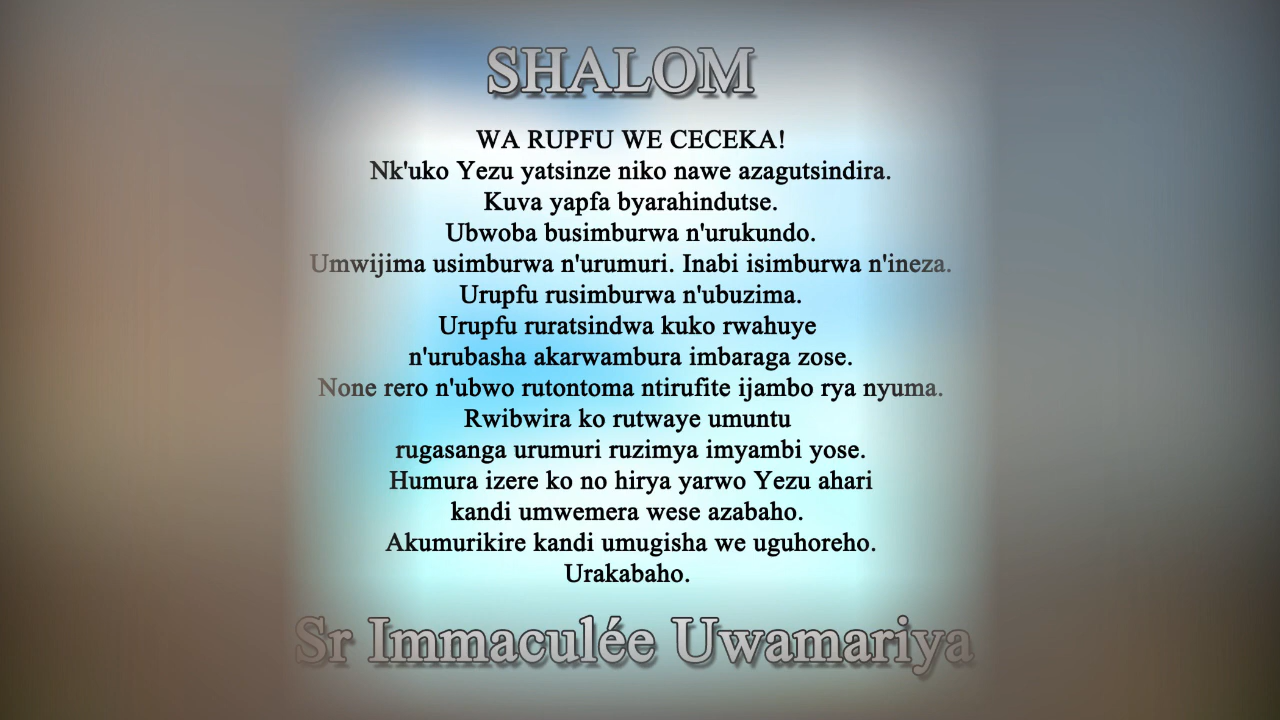 SHALOM
WA RUPFU WE CECEKA!
Nk'uko Yezu yatsinze niko nawe azagutsindira.
Kuva yapfa byarahindutse.
Ubwoba busimburwa n'urukundo.
Umwijima usimburwa n'urumuri. Inabi isimburwa n'ineza.
Urupfu rusimburwa n'ubuzima.
Urupfu ruratsindwa kuko rwahuye
n'urubasha akarwambura imbaraga zose.
None rero n'ubwo rutontoma ntirufite ijambo rya nyuma.
Rwibwira ko rutwaye umuntu
rugasanga urumuri ruzimya imyambi yose.
Humura izere ko no hirya yarwo Yezu ahari
kandi umwemera wese azabaho.
Akumurikire kandi umugisha we uguhoreho.
Urakabaho.
Sr Immaculée Uwamariya